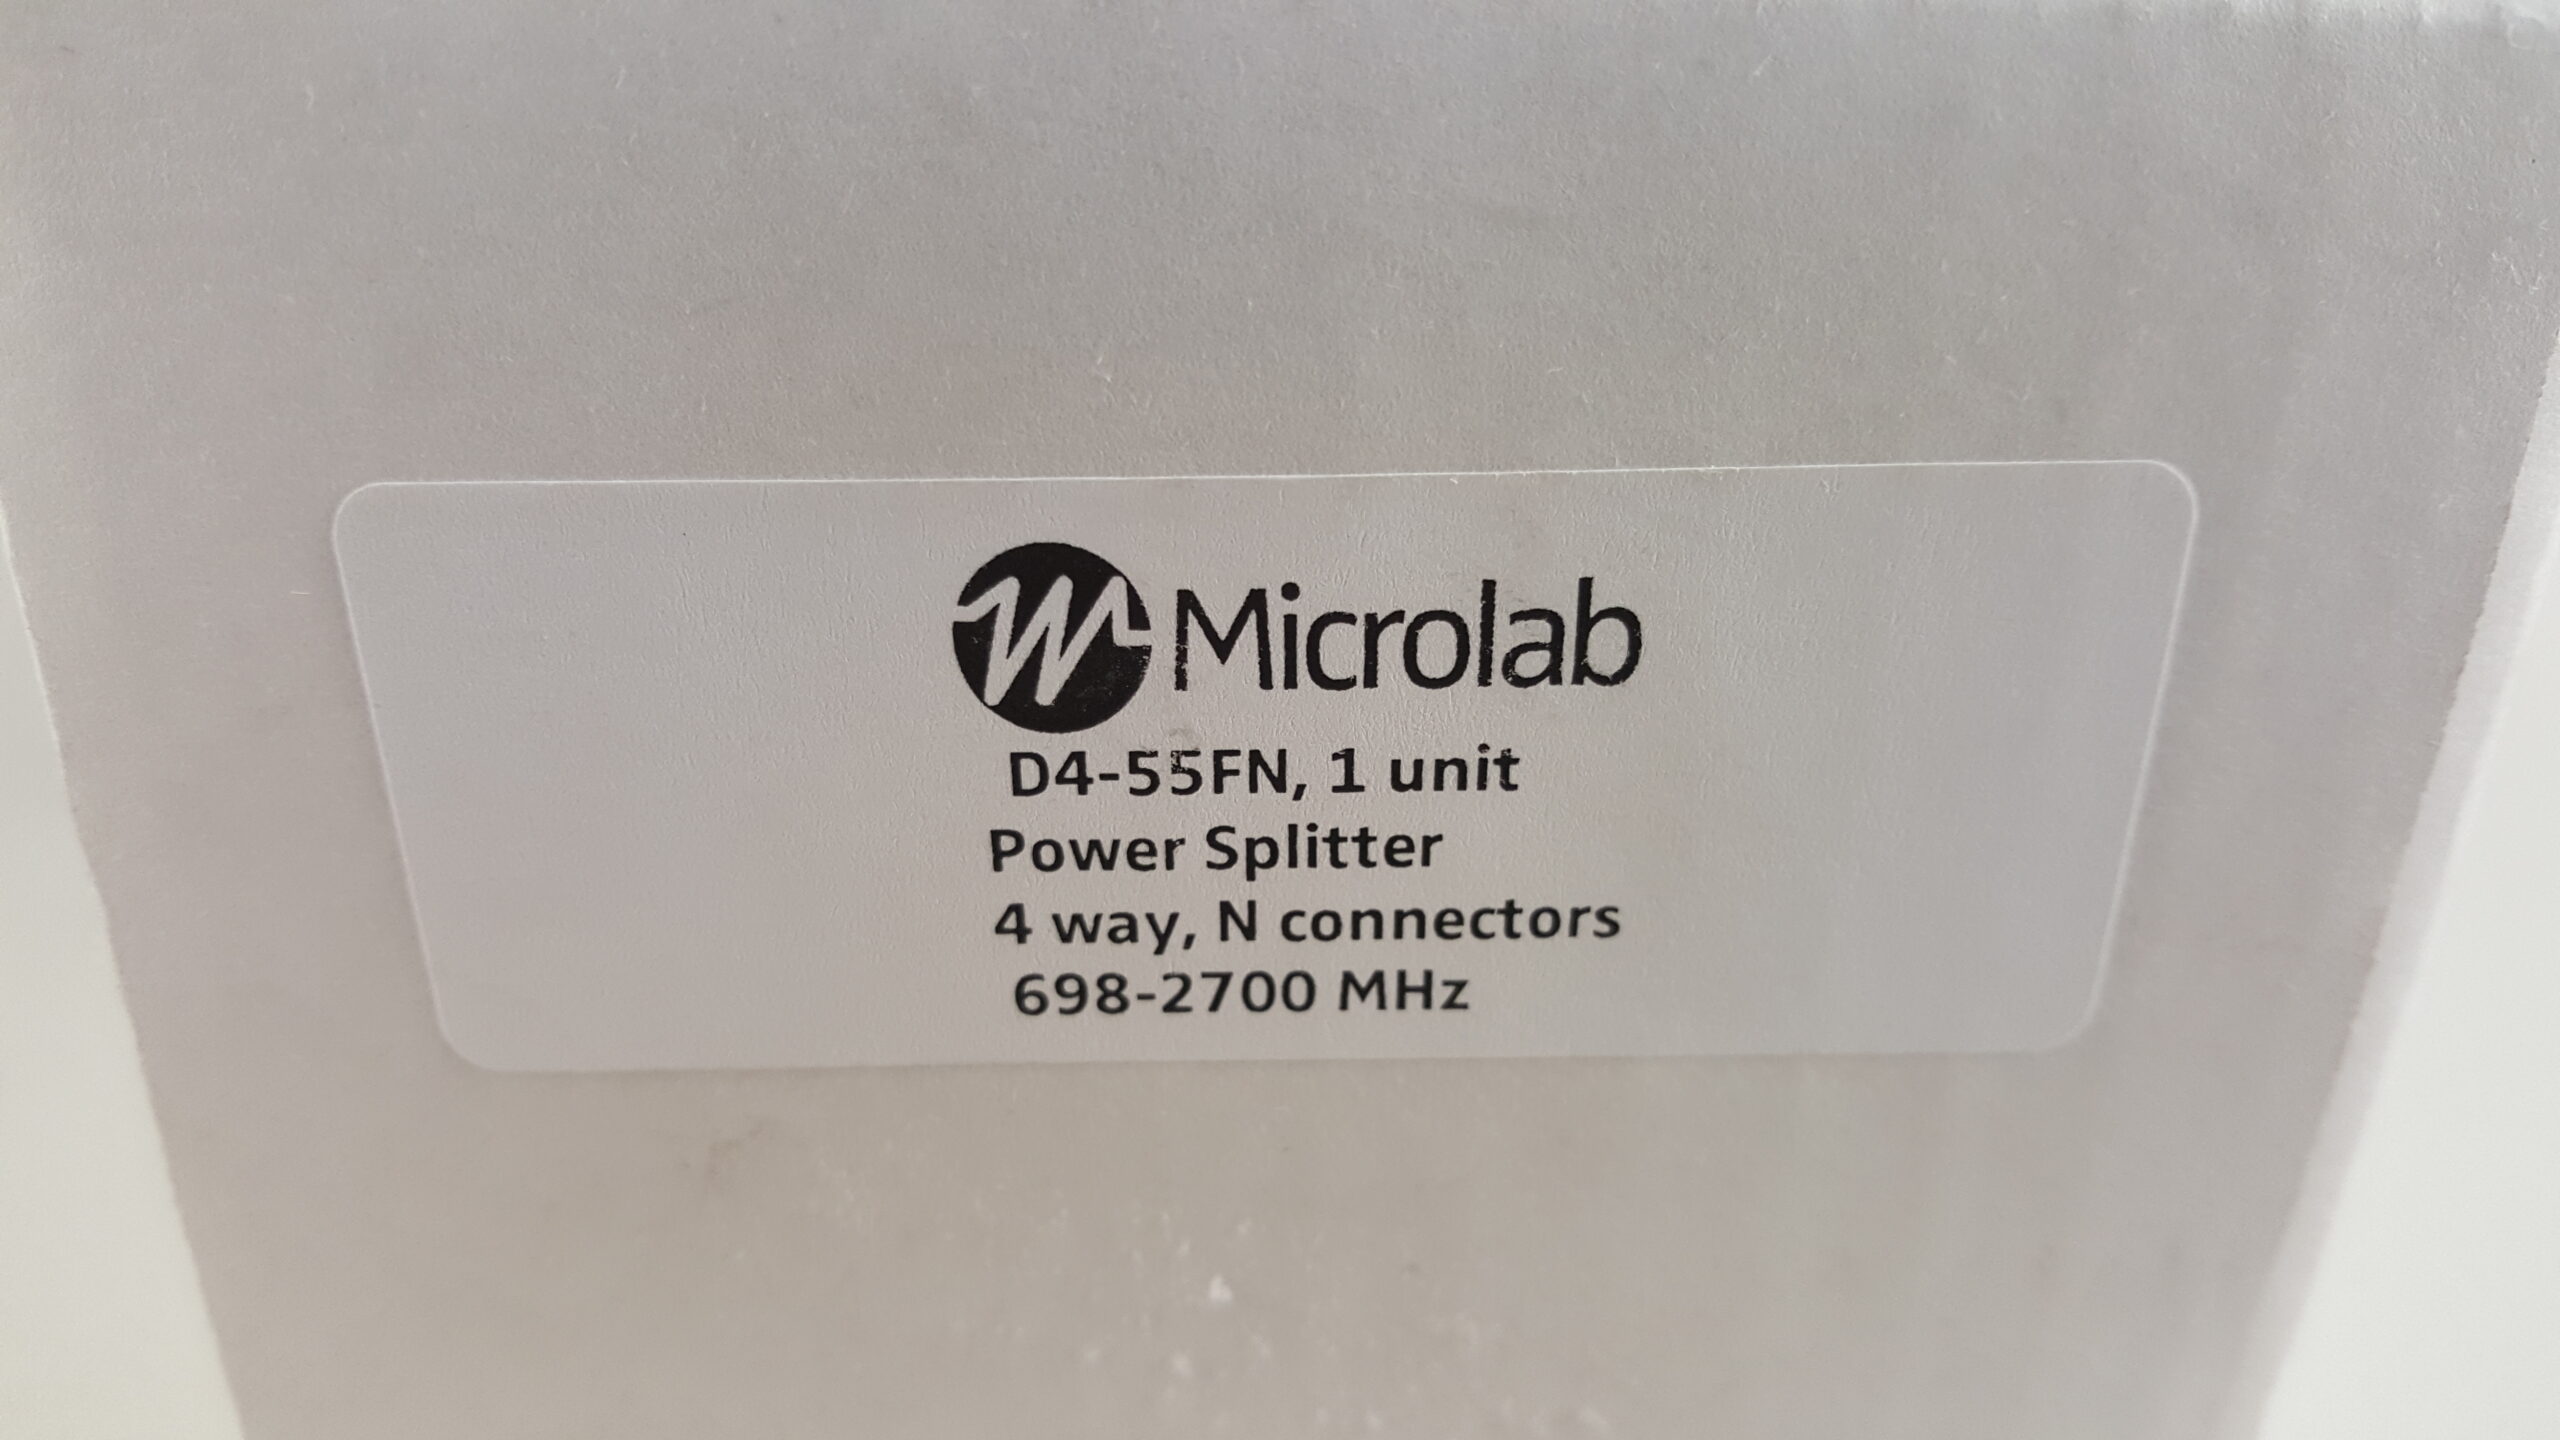 Microlab
D4-55FN, 1 unit
Power Splitter
4 way, N connectors
698-2700 MHz